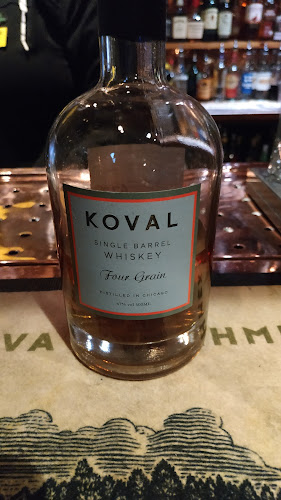 KOVAL
SINGLE BARREL
WHISKEY
Four Grain
DISTILLED IN CHICAGO